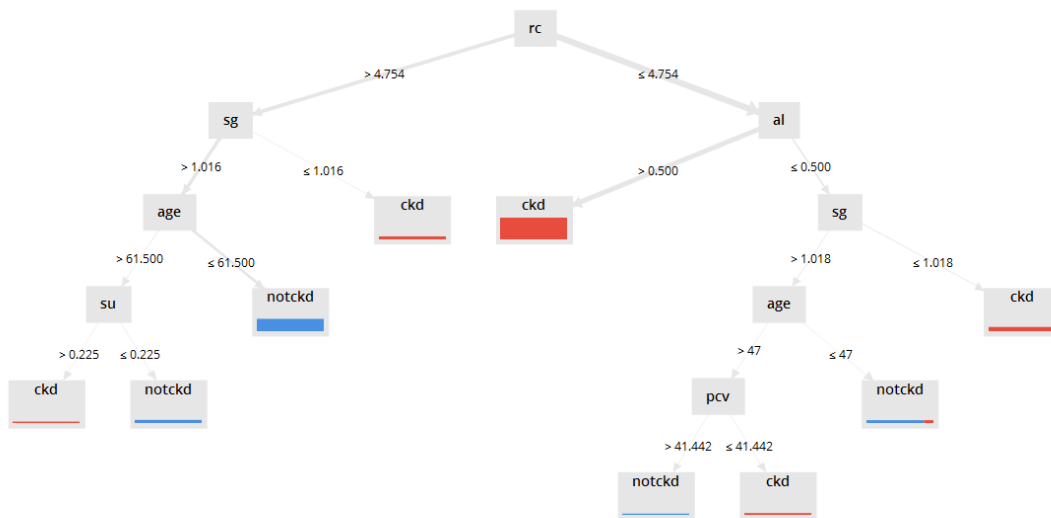 rc
> 4.754
≤ 4.754
sg
al
> 1.016
≤ 1.016
> 0.500
≤ 0.500
age
ckd
ckd
sg
> 61.500
≤ 61.500
> 1.018
≤ 1.018
su
notckd
age
ckd
> 0.225
≤ 0.225
> 47
≤ 47
ckd
notckd
pcv
notckd
> 41.442
≤ 41.442
notckd
ckd